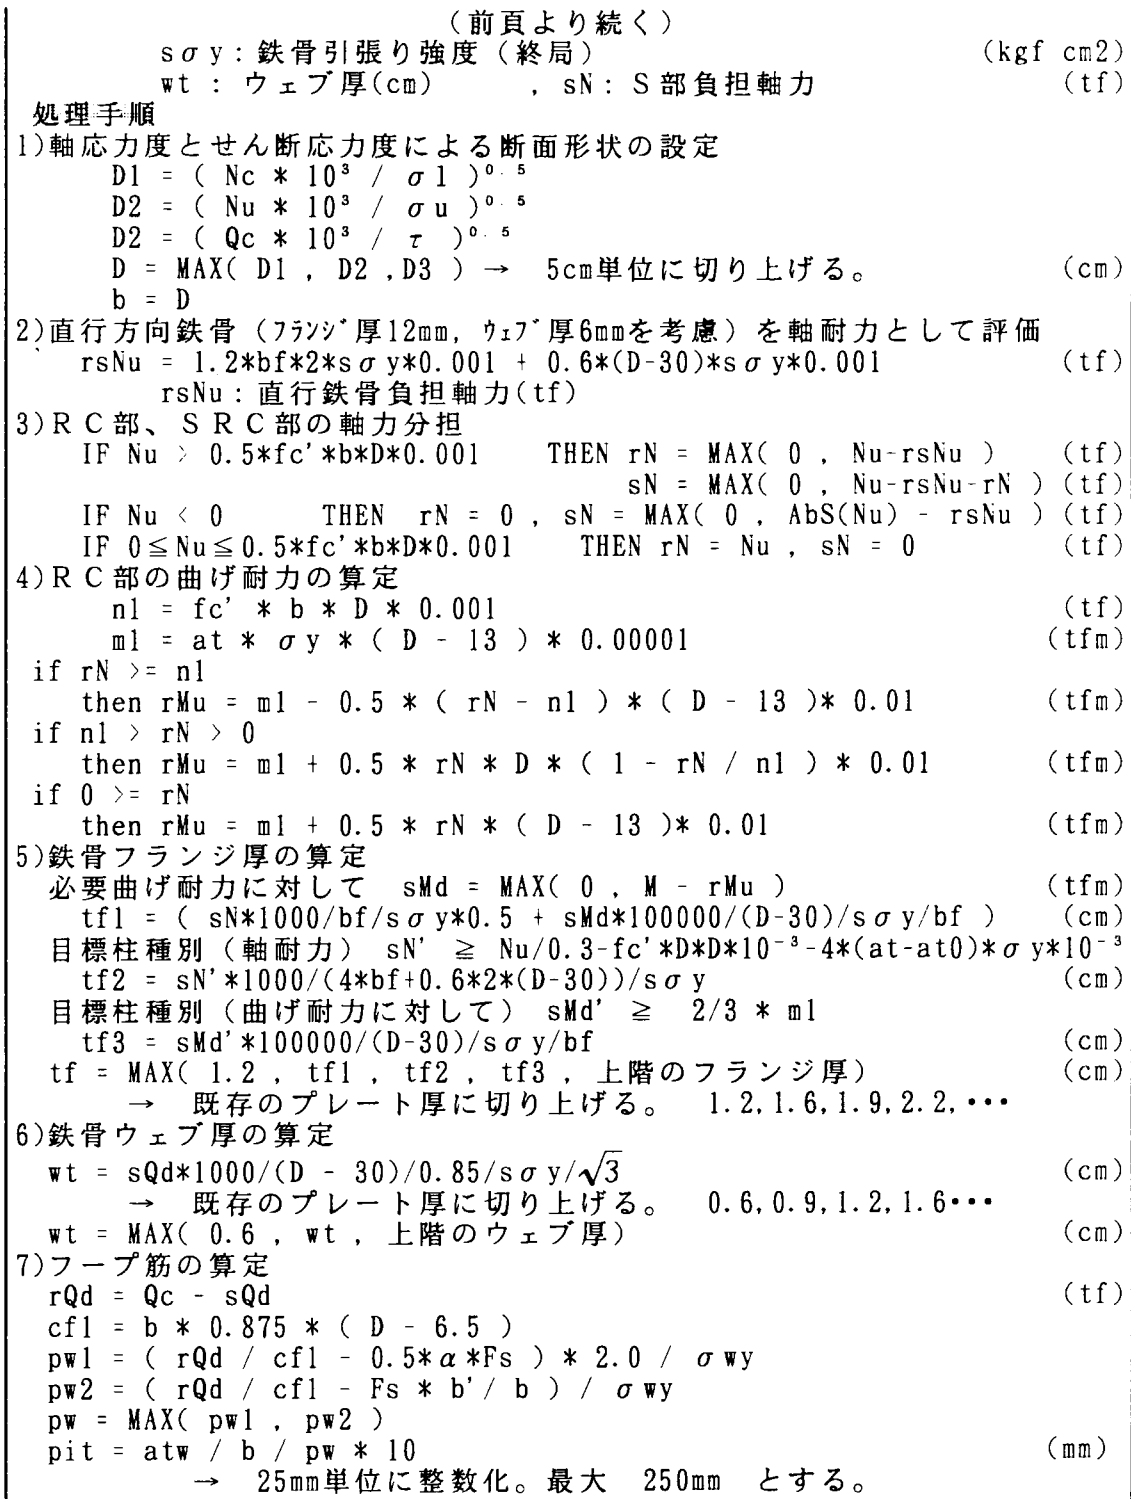 （前頁より続く）
sσy：鉄骨引張り強度（終局） (kgf cm2)
wt : ウェブ厚(cm) , sN: S部負担軸力 (tf)
処理手順
1)軸応力度とせん断応力度による断面形状の設定
D1 = ( Nc * 10³ / σl )⁰·⁵
D2 = ( Nu * 10³ / σu )⁰·⁵
D2 = ( Qc * 10³ / τ )⁰·⁵
D = MAX( D1 , D2 ,D3 ) → 5cm単位に切り上げる。 (cm)
b = D
2)直行方向鉄骨（ﾌﾗﾝｼﾞ厚12mm, ｳｪﾌﾞ厚6mmを考慮）を軸耐力として評価
rsNu = 1.2*bf*2*sσy*0.001 + 0.6*(D-30)*sσy*0.001 (tf)
rsNu：直行鉄骨負担軸力(tf)
3)ＲＣ部、ＳＲＣ部の軸力分担
IF Nu > 0.5*fc'*b*D*0.001 THEN rN = MAX( 0 , Nu-rsNu ) (tf)
sN = MAX( 0 , Nu-rsNu-rN ) (tf)
IF Nu < 0 THEN rN = 0 , sN = MAX( 0 , AbS(Nu) - rsNu ) (tf)
IF 0≦Nu≦0.5*fc'*b*D*0.001 THEN rN = Nu , sN = 0 (tf)
4)ＲＣ部の曲げ耐力の算定
n1 = fc' * b * D * 0.001 (tf)
m1 = at * σy * ( D - 13 ) * 0.00001 (tfm)
if rN >= n1
then rMu = m1 - 0.5 * ( rN - n1 ) * ( D - 13 )* 0.01 (tfm)
if n1 > rN > 0
then rMu = m1 + 0.5 * rN * D * ( 1 - rN / n1 ) * 0.01 (tfm)
if 0 >= rN
then rMu = m1 + 0.5 * rN * ( D - 13 )* 0.01 (tfm)
5)鉄骨フランジ厚の算定
必要曲げ耐力に対して sMd = MAX( 0 , M - rMu ) (tfm)
tf1 = ( sN*1000/bf/sσy*0.5 + sMd*100000/(D-30)/sσy/bf ) (cm)
目標柱種別（軸耐力） sN' ≧ Nu/0.3-fc'*D*D*10⁻³-4*(at-at0)*σy*10⁻³
tf2 = sN'*1000/(4*bf+0.6*2*(D-30))/sσy (cm)
目標柱種別（曲げ耐力に対して） sMd' ≧ 2/3 * m1
tf3 = sMd'*100000/(D-30)/sσy/bf (cm)
tf = MAX( 1.2 , tf1 , tf2 , tf3 , 上階のフランジ厚) (cm)
→ 既存のプレート厚に切り上げる。 1.2,1.6,1.9,2.2,･･･
6)鉄骨ウェブ厚の算定
wt = sQd*1000/(D - 30)/0.85/sσy/√3 (cm)
→ 既存のプレート厚に切り上げる。 0.6,0.9,1.2,1.6･･･
wt = MAX( 0.6 , wt , 上階のウェブ厚) (cm)
7)フープ筋の算定
rQd = Qc - sQd (tf)
cf1 = b * 0.875 * ( D - 6.5 )
pw1 = ( rQd / cf1 - 0.5*α*Fs ) * 2.0 / σwy
pw2 = ( rQd / cf1 - Fs * b'/ b ) / σwy
pw = MAX( pw1 , pw2 )
pit = atw / b / pw * 10 (mm)
→ 25mm単位に整数化。最大 250mm とする。